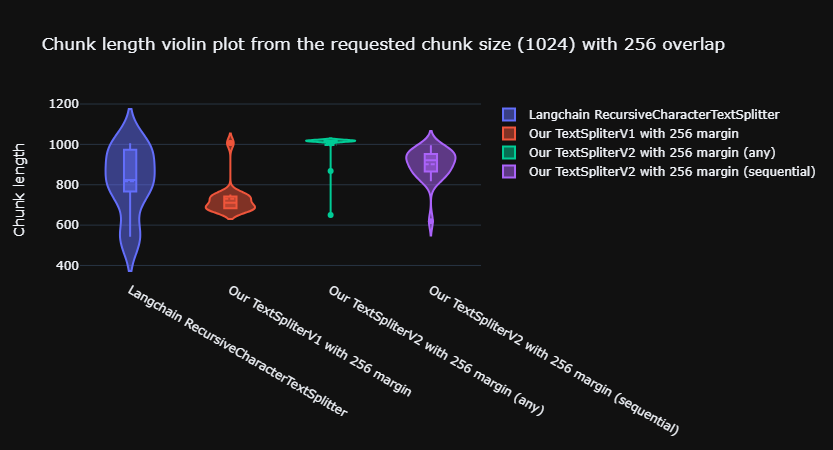 Chunk length violin plot from the requested chunk size (1024) with 256 overlap
1200
1000
800
600
400
Chunk length
Langchain RecursiveCharacterTextSplitter
Our TextSpliterV1 with 256 margin
Our TextSpliterV2 with 256 margin (any)
Our TextSpliterV2 with 256 margin (sequential)
Langchain RecursiveCharacterTextSplitter
Our TextSpliterV1 with 256 margin
Our TextSpliterV2 with 256 margin (any)
Our TextSpliterV2 with 256 margin (sequential)